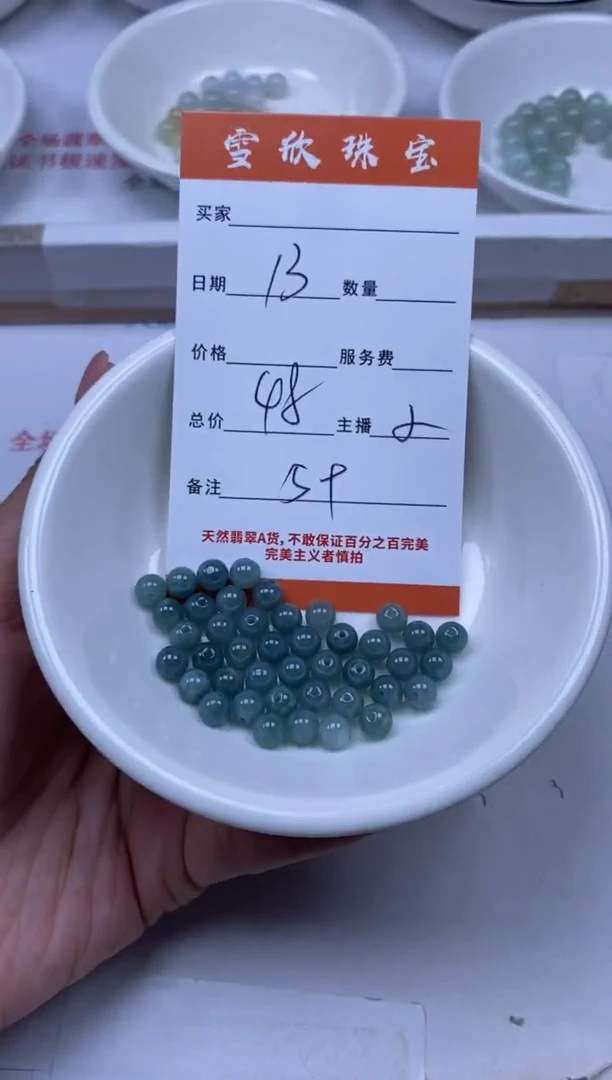 雪欣珠宝
买家
日期 13 数量
价格 服务费
总价 48 主播 2
备注 5+
天然翡翠A货，不敢保证百分之百完美
完美主义者慎拍